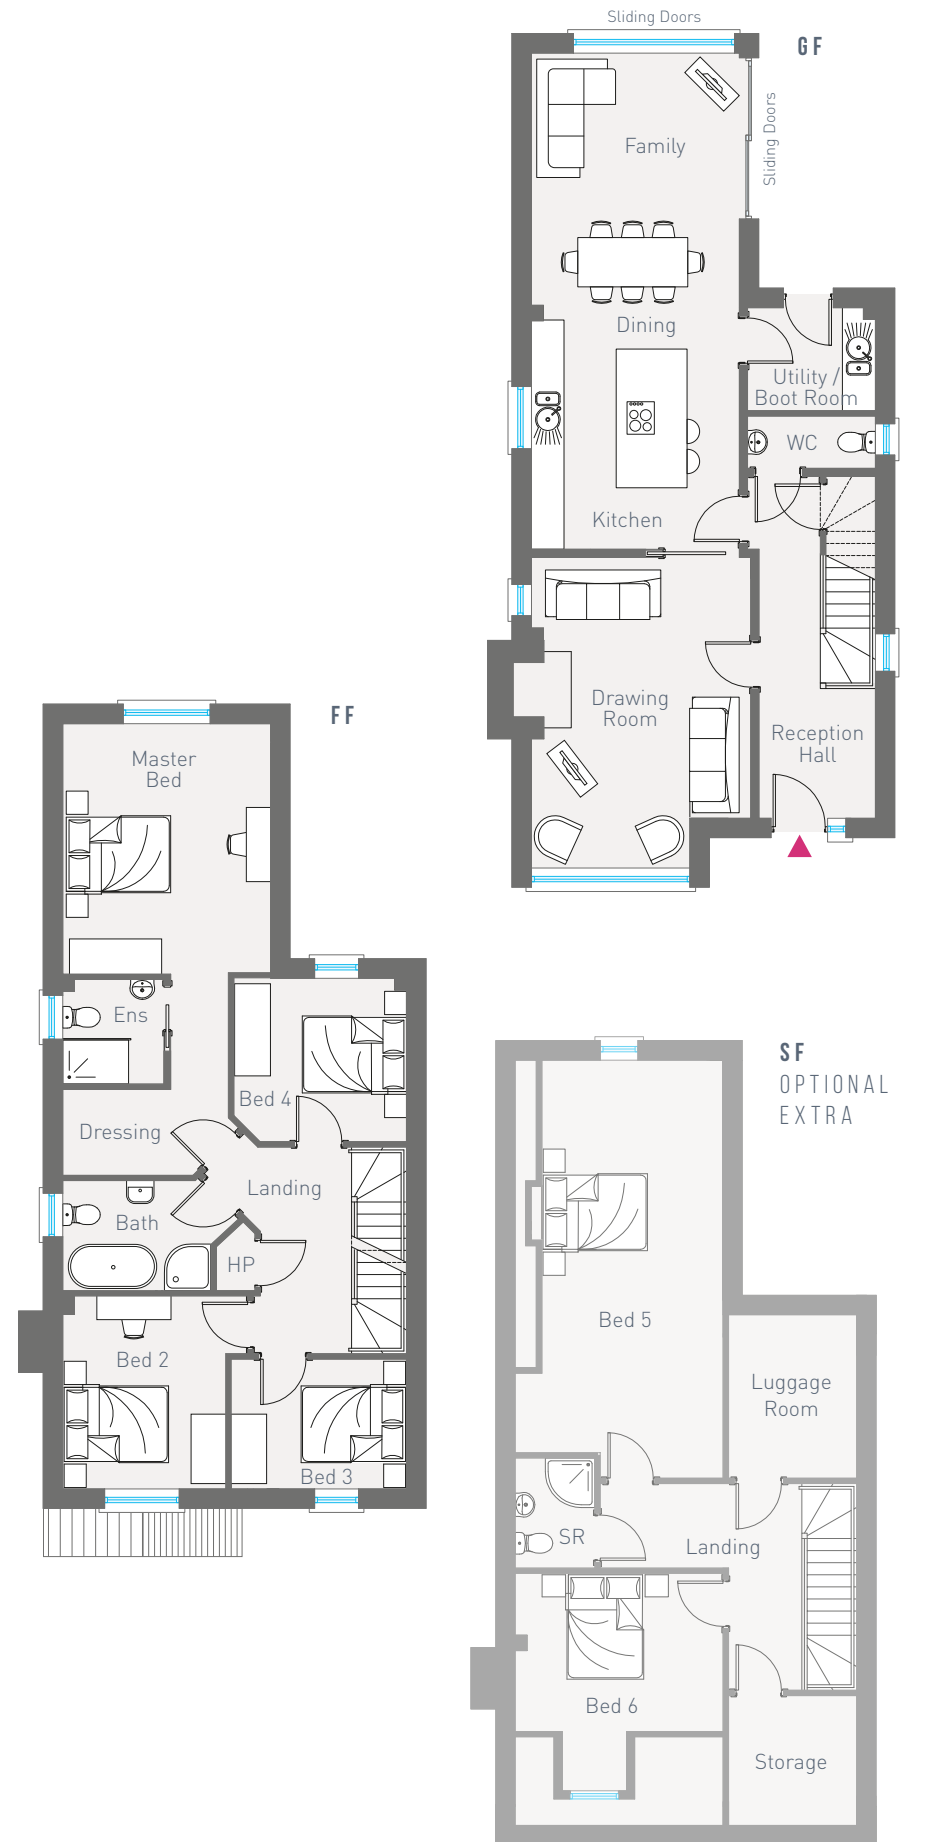 Sliding Doors
GF
Sliding Doors
Family
Dining
Utility /
Boot Room
WC
Kitchen
Drawing
Room
Reception
Hall
FF
Master
Bed
Ens
Bed 4
Dressing
Landing
Bath
HP
Bed 2
Bed 3
SF
OPTIONAL
EXTRA
Bed 5
Luggage
Room
SR
Landing
Bed 6
Storage